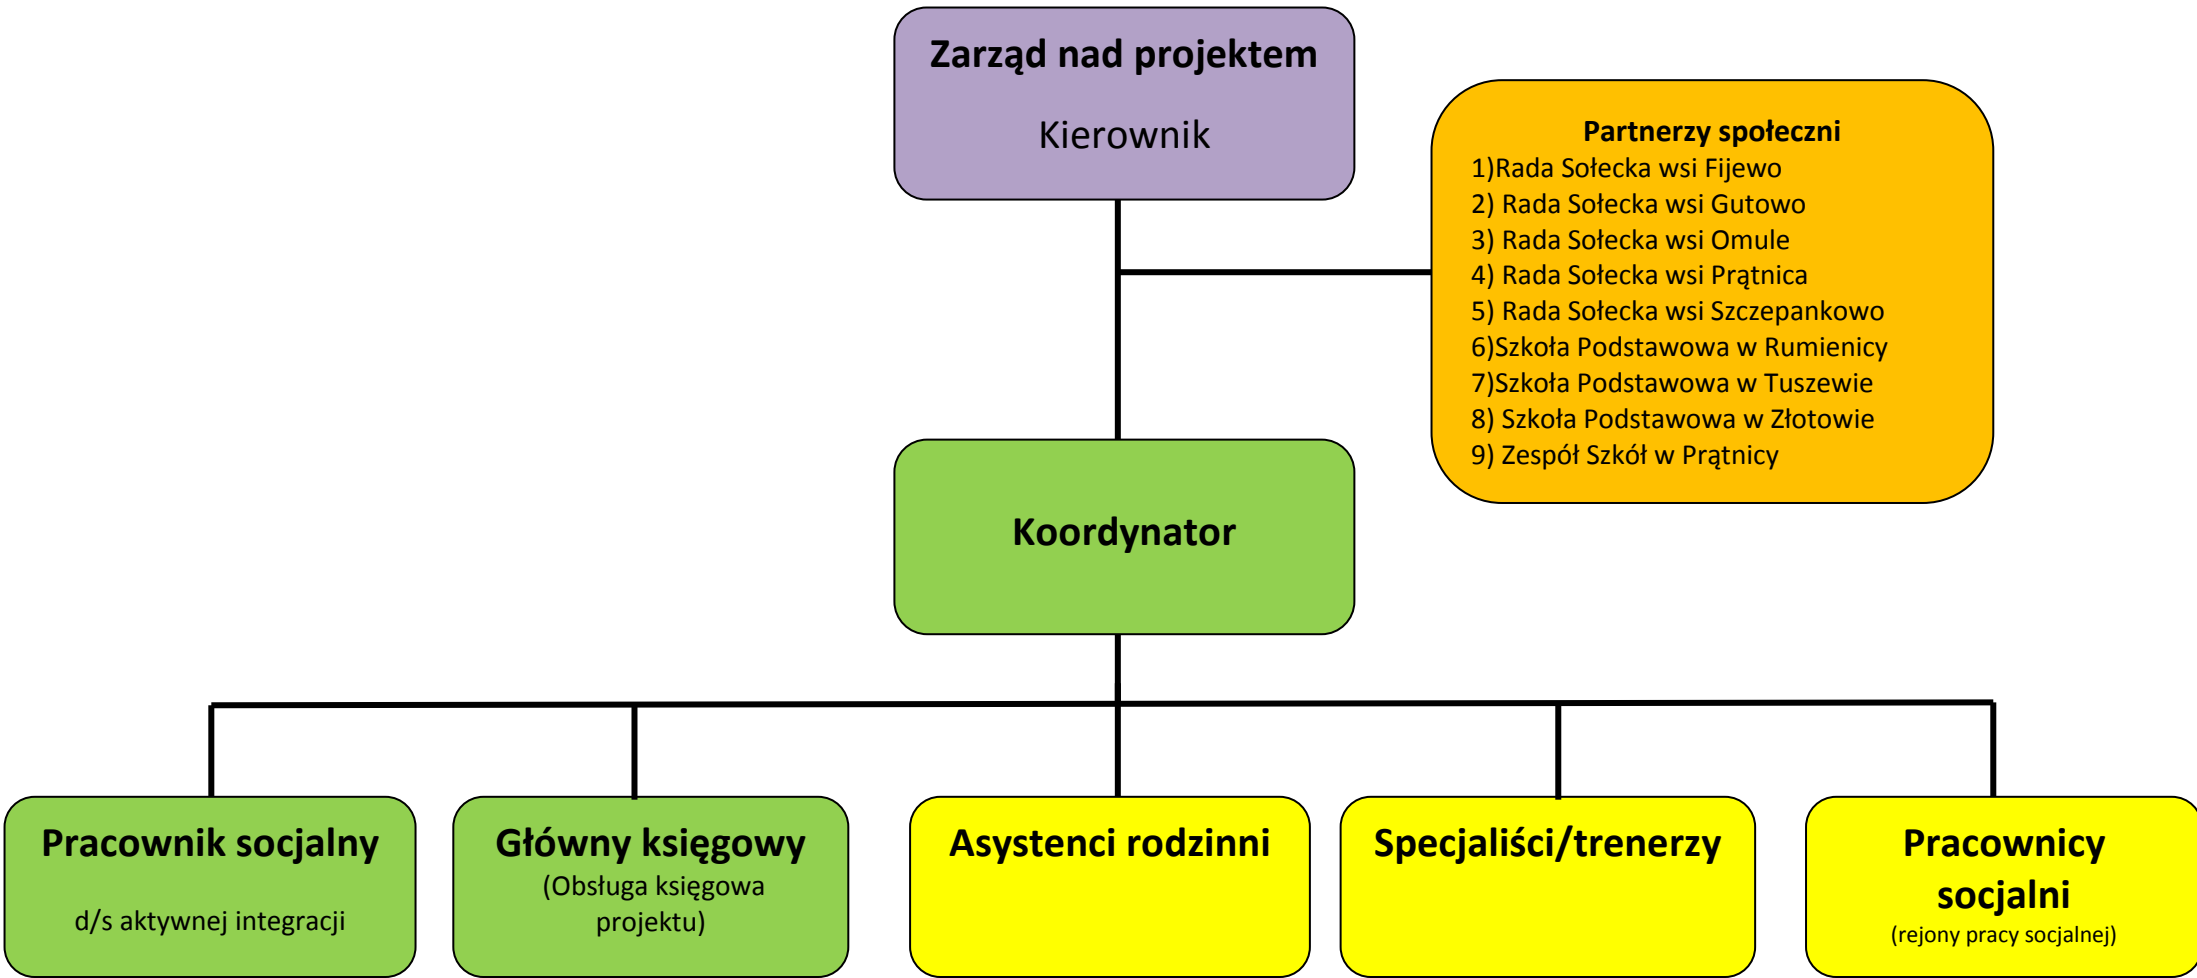 Zarząd nad projektem
Kierownik
Partnerzy społeczni
1)Rada Sołecka wsi Fijewo
2) Rada Sołecka wsi Gutowo
3) Rada Sołecka wsi Omule
4) Rada Sołecka wsi Prątnica
5) Rada Sołecka wsi Szczepankowo
6)Szkoła Podstawowa w Rumienicy
7)Szkoła Podstawowa w Tuszewie
8) Szkoła Podstawowa w Złotowie
9) Zespół Szkół w Prątnicy
Koordynator
Pracownik socjalny
d/s aktywnej integracji
Główny księgowy
(Obsługa księgowa
projektu)
Asystenci rodzinni
Specjaliści/trenerzy
Pracownicy
socjalni
(rejony pracy socjalnej)